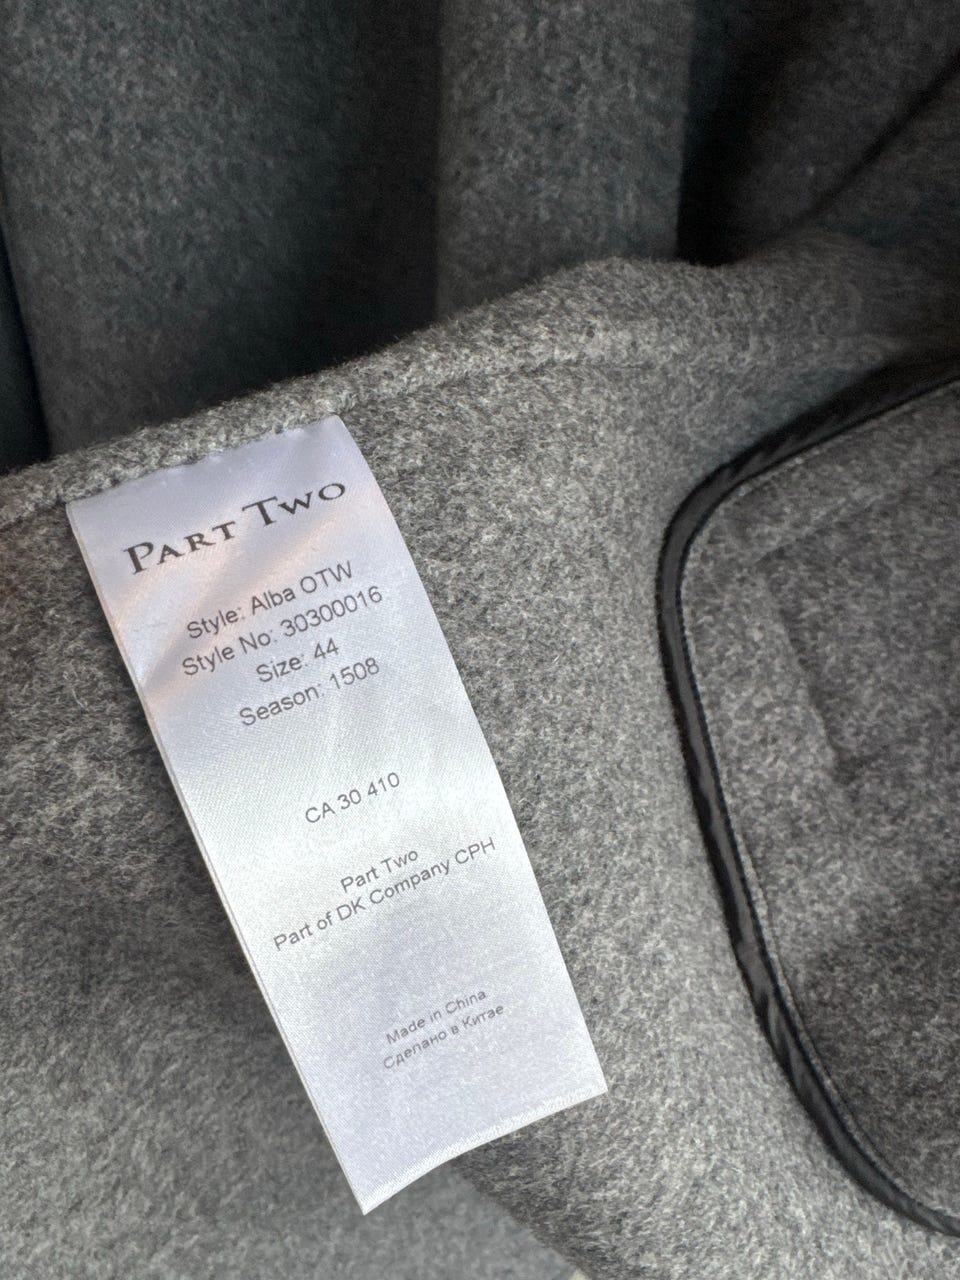 PART TWO
Style: Alba OTW
Style No: 30300016
Size: 44
Season: 1508
CA 30 410
Part Two
Part of DK Company CPH
Made in China
Сделано в Китае